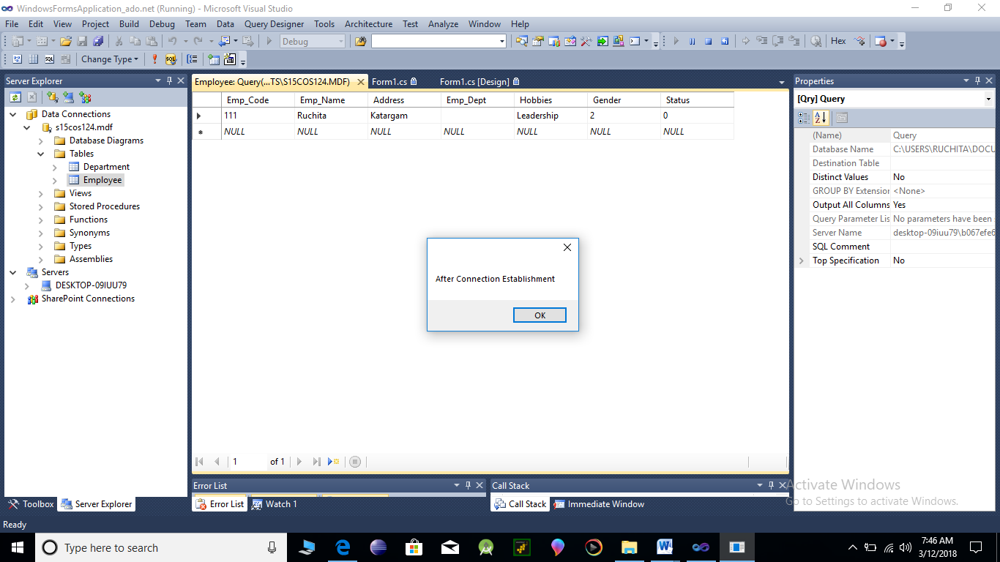 WindowsFormsApplication_ado.net (Running) - Microsoft Visual Studio
File Edit View Project Build Debug Team Data Query Designer Tools Architecture Test Analyze Window Help
Debug Hex
Change Type SQL
Server Explorer
Data Connections
s15cos124.mdf
Database Diagrams
Tables
Department
Employee
Views
Stored Procedures
Functions
Synonyms
Types
Assemblies
Servers
DESKTOP-09IUU79
SharePoint Connections
Toolbox Server Explorer
Employee: Query(...TS\S15COS124.MDF) Form1.cs Form1.cs [Design]
Emp_Code Emp_Name Address Emp_Dept Hobbies Gender Status
111 Ruchita Katargam Leadership 2 0
NULL NULL NULL NULL NULL NULL NULL
After Connection Establishment
OK
1 of 1
Error List
Error List Watch 1
Call Stack
Call Stack Immediate Window
Properties
[Qry] Query
(Name) Query
Database Name C:\USERS\RUCHITA\DOCU
Destination Table
Distinct Values No
GROUP BY Extension <None>
Output All Columns Yes
Query Parameter Lis No parameters have been
Server Name desktop-09iuu79\b067efe6
SQL Comment
Top Specification No
Activate Windows
Go to Settings to activate Windows.
Ready
Type here to search
7:46 AM
3/12/2018